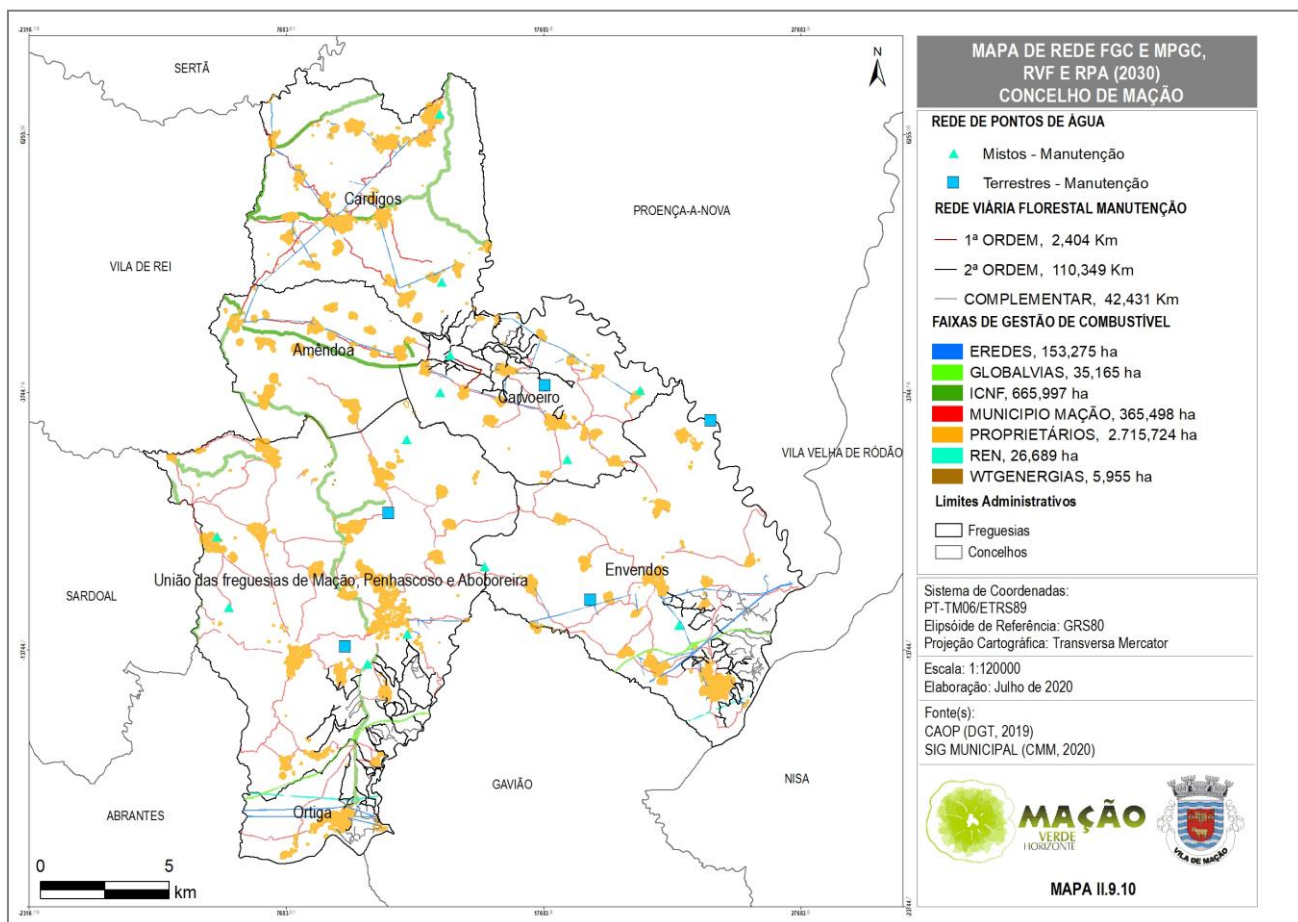 MAPA DE REDE FGC E MPGC,
RVF E RPA (2030)
CONCELHO DE MAÇÃO
REDE DE PONTOS DE ÁGUA
Mistos - Manutenção
Terrestres - Manutenção
REDE VIÁRIA FLORESTAL MANUTENÇÃO
1ª ORDEM, 2,404 Km
2ª ORDEM, 110,349 Km
COMPLEMENTAR, 42,431 Km
FAIXAS DE GESTÃO DE COMBUSTÍVEL
EREDES, 153,275 ha
GLOBALVIAS, 35,165 ha
ICNF, 665,997 ha
MUNICIPIO MAÇÃO, 365,498 ha
PROPRIETÁRIOS, 2.715,724 ha
REN, 26,689 ha
WTGENERGIAS, 5,955 ha
Limites Administrativos
Freguesias
Concelhos
Sistema de Coordenadas:
PT-TM06/ETRS89
Elipsóide de Referência: GRS80
Projeção Cartográfica: Transversa Mercator
Escala: 1:120000
Elaboração: Julho de 2020
Fonte(s):
CAOP (DGT, 2019)
SIG MUNICIPAL (CMM, 2020)
MAÇÃO
VERDE
HORIZONTE
VILA DE MAÇÃO
MAPA II.9.10
N
SERTÃ
Cardigos
PROENÇA-A-NOVA
VILA DE REI
Amêndoa
Carvoeiro
VILA VELHA DE RÓDÃO
União das freguesias de Mação, Penhascoso e Aboboreira
Envendos
SARDOAL
GAVIÃO
NISA
ABRANTES
Ortiga
0 5
km